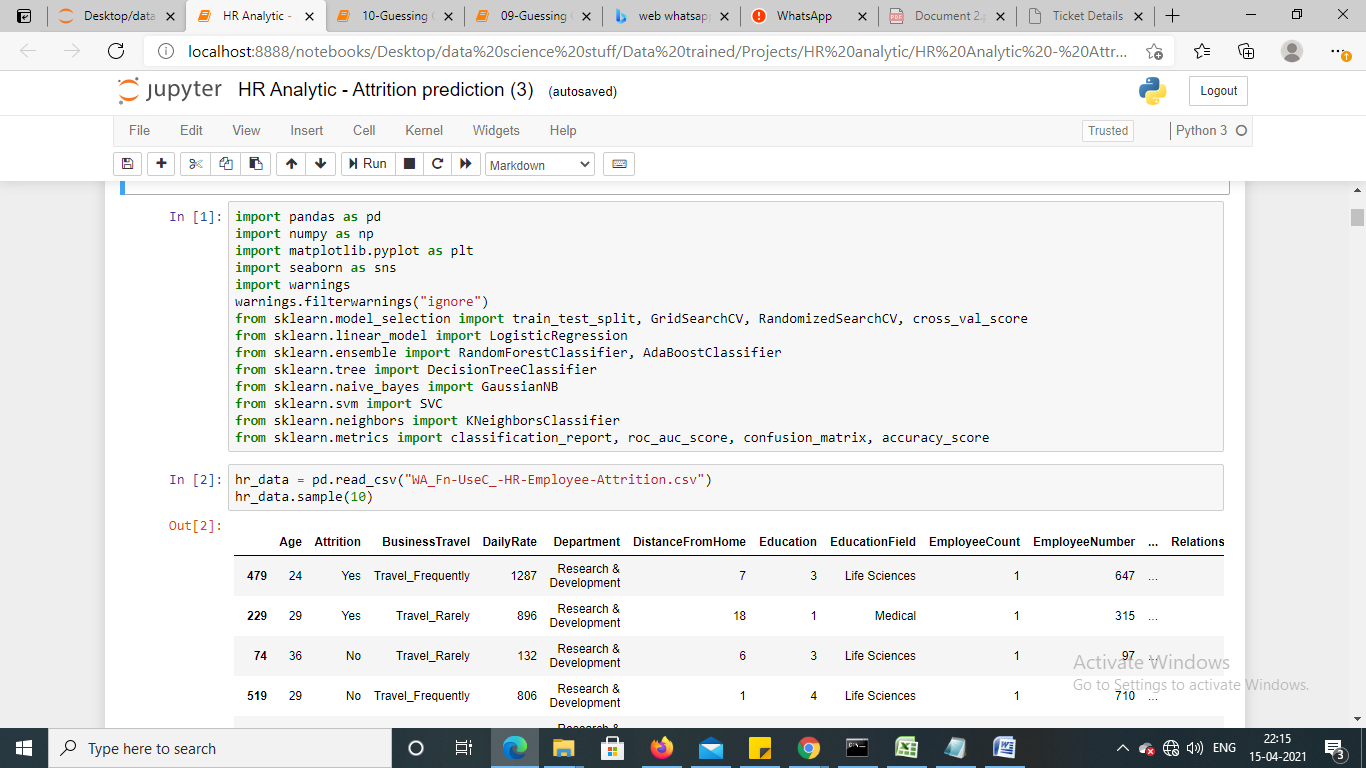 Desktop/data
HR Analytic -
10-Guessing
09-Guessing
web whatsap
WhatsApp
Document 2.p
Ticket Details
localhost:8888/notebooks/Desktop/data%20science%20stuff/Data%20trained/Projects/HR%20analytic/HR%20Analytic%20-%20Attr...
jupyter HR Analytic - Attrition prediction (3) (autosaved)
Logout
File Edit View Insert Cell Kernel Widgets Help
Trusted
Python 3
Run
Markdown
In [1]:
import pandas as pd
import numpy as np
import matplotlib.pyplot as plt
import seaborn as sns
import warnings
warnings.filterwarnings("ignore")
from sklearn.model_selection import train_test_split, GridSearchCV, RandomizedSearchCV, cross_val_score
from sklearn.linear_model import LogisticRegression
from sklearn.ensemble import RandomForestClassifier, AdaBoostClassifier
from sklearn.tree import DecisionTreeClassifier
from sklearn.naive_bayes import GaussianNB
from sklearn.svm import SVC
from sklearn.neighbors import KNeighborsClassifier
from sklearn.metrics import classification_report, roc_auc_score, confusion_matrix, accuracy_score
In [2]:
hr_data = pd.read_csv("WA_Fn-UseC_-HR-Employee-Attrition.csv")
hr_data.sample(10)
Out[2]:
Age Attrition BusinessTravel DailyRate Department DistanceFromHome Education EducationField EmployeeCount EmployeeNumber ... Relations
479 24 Yes Travel_Frequently 1287 Research & Development 7 3 Life Sciences 1 647 ...
229 29 Yes Travel_Rarely 896 Research & Development 18 1 Medical 1 315 ...
74 36 No Travel_Rarely 132 Research & Development 6 3 Life Sciences 1 97 ...
519 29 No Travel_Frequently 806 Research & Development 1 4 Life Sciences 1 710 ...
Activate Windows
Go to Settings to activate Windows.
Type here to search
ENG
22:15
15-04-2021
3